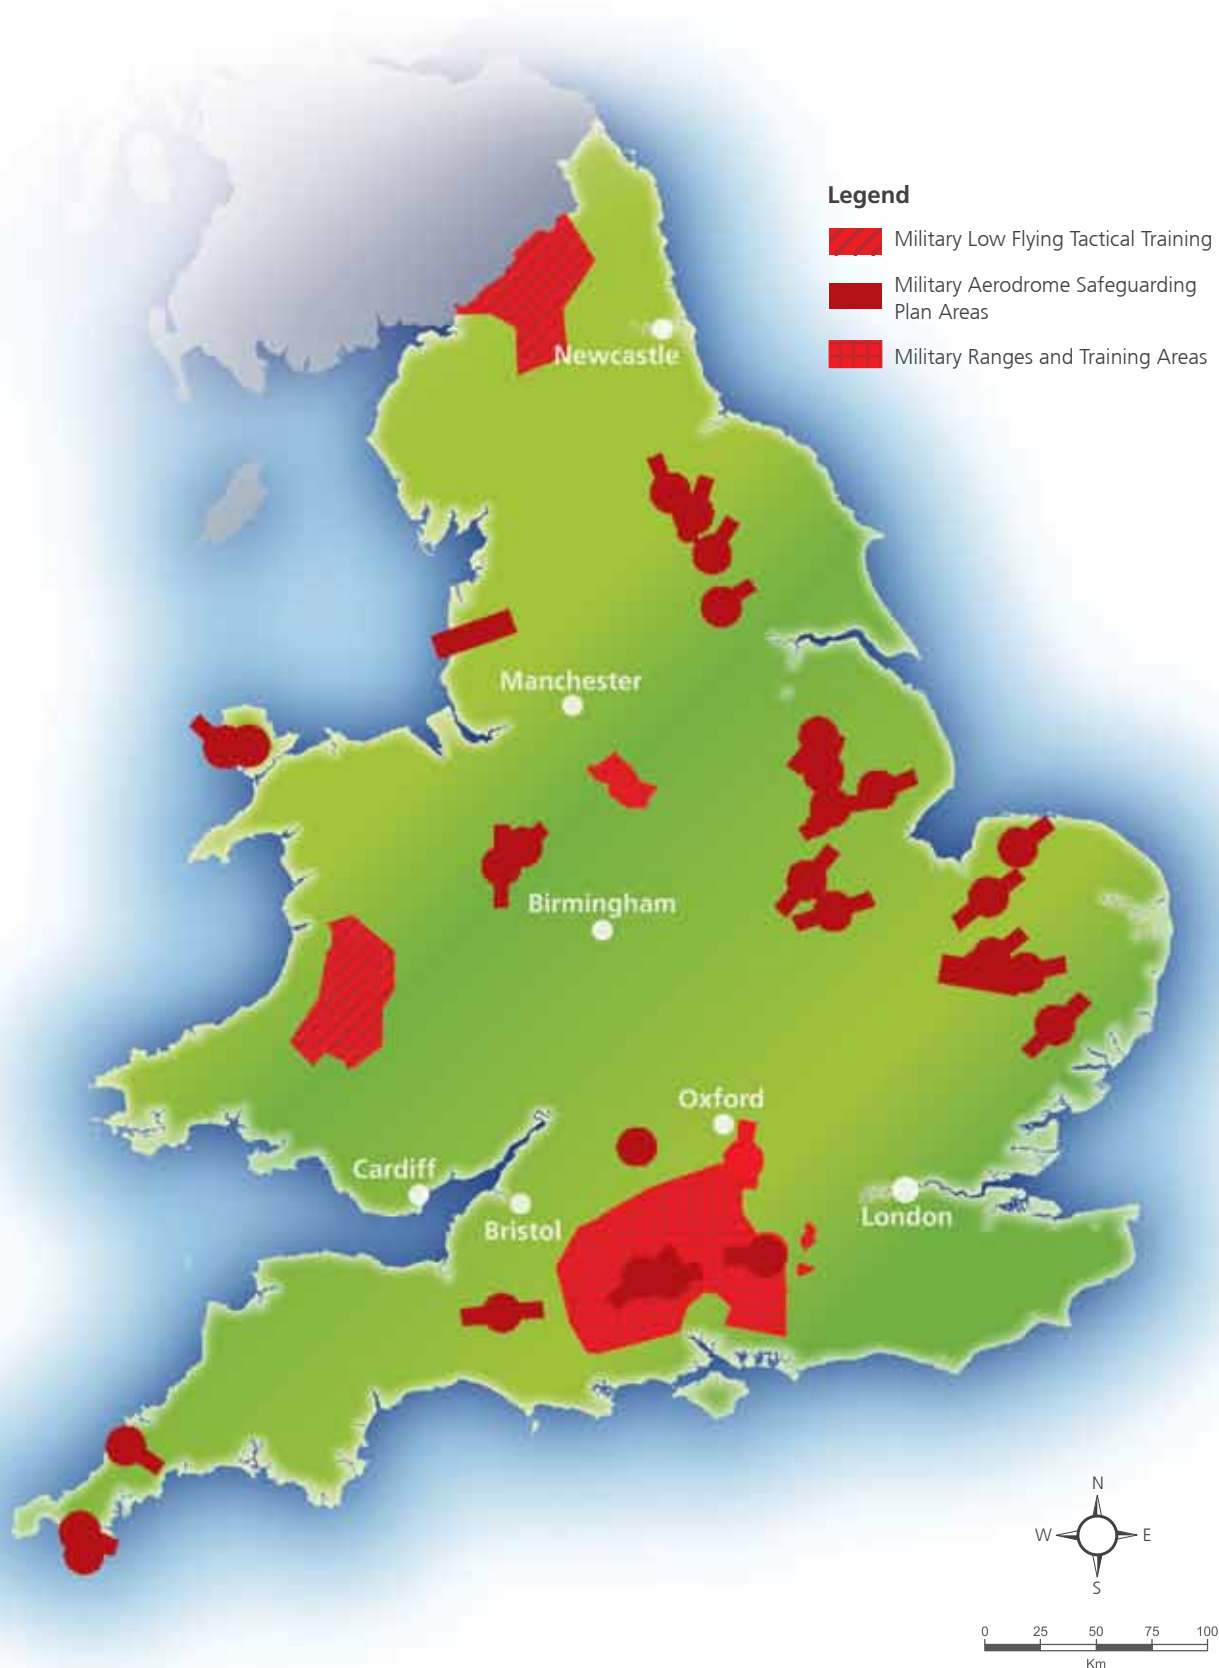 Legend
Military Low Flying Tactical Training
Military Aerodrome Safeguarding
Plan Areas
Military Ranges and Training Areas
Newcastle
Manchester
Birmingham
Oxford
Cardiff
Bristol
London
N
W E
S
0 25 50 75 100
Km